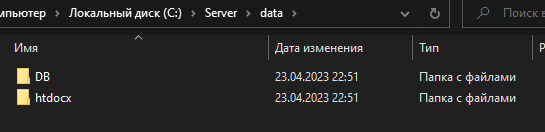 мпьютер > Локальный диск (C:) > Server > data > Поиск в
Имя Дата изменения Тип Р
DB 23.04.2023 22:51 Папка с файлами
htdocx 23.04.2023 22:51 Папка с файлами